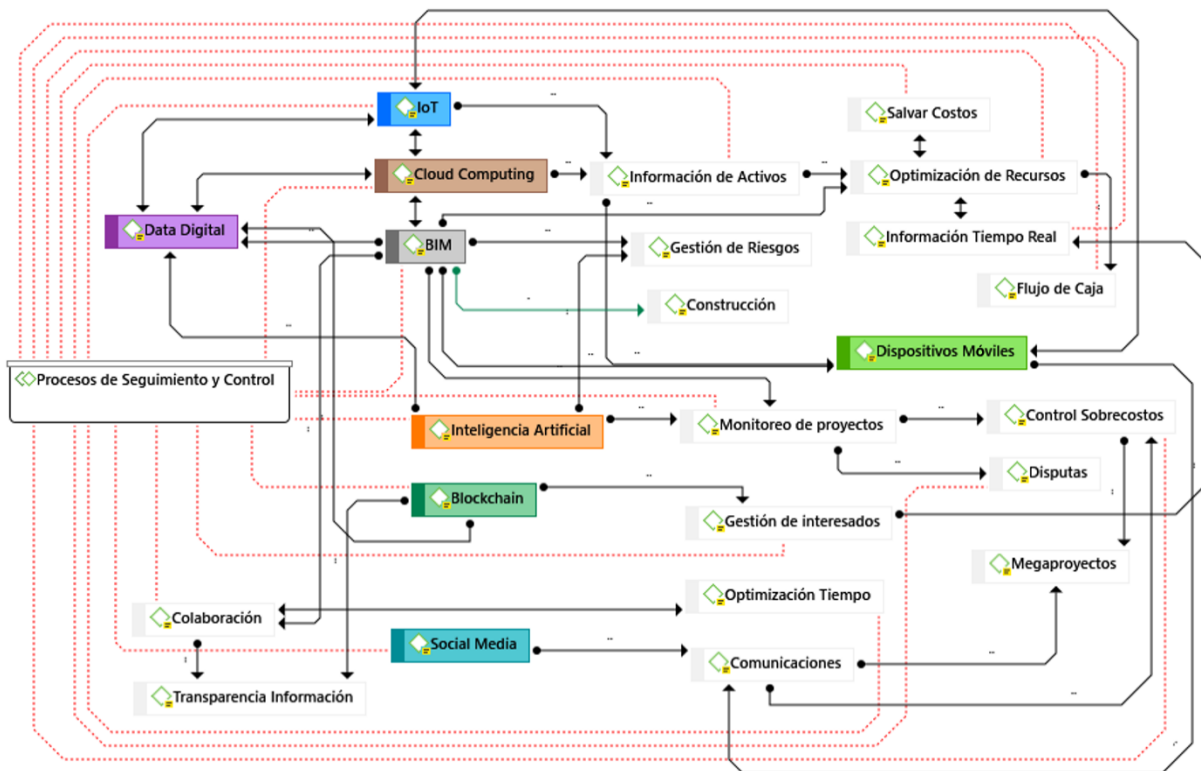 IoT
Salvar Costos
Cloud Computing
Información de Activos
Optimización de Recursos
Data Digital
BIM
Gestión de Riesgos
Información Tiempo Real
Construcción
Flujo de Caja
Dispositivos Móviles
Procesos de Seguimiento y Control
Inteligencia Artificial
Monitoreo de proyectos
Control Sobrecostos
Disputas
Blockchain
Gestión de interesados
Megaproyectos
Optimización Tiempo
Colaboración
Social Media
Comunicaciones
Transparencia Información